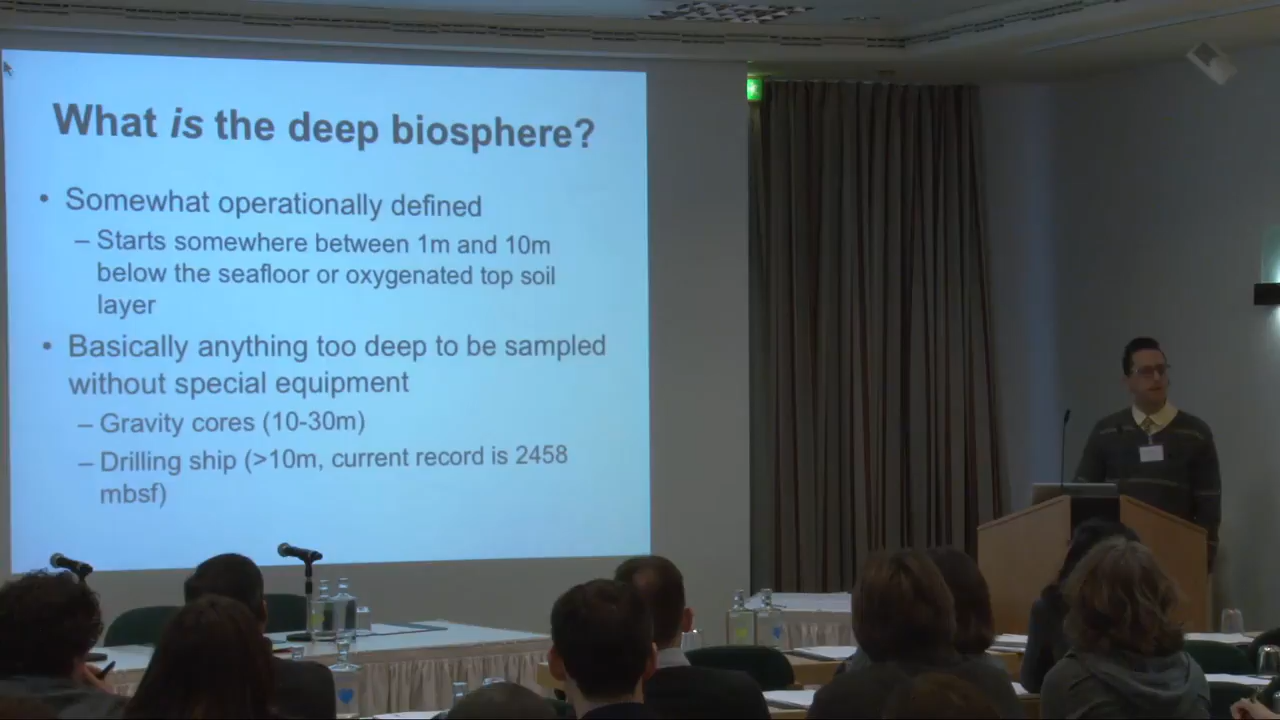 What is the deep biosphere?
• Somewhat operationally defined
– Starts somewhere between 1m and 10m
below the seafloor or oxygenated top soil
layer
• Basically anything too deep to be sampled
without special equipment
– Gravity cores (10-30m)
– Drilling ship (>10m, current record is 2458
mbsf)